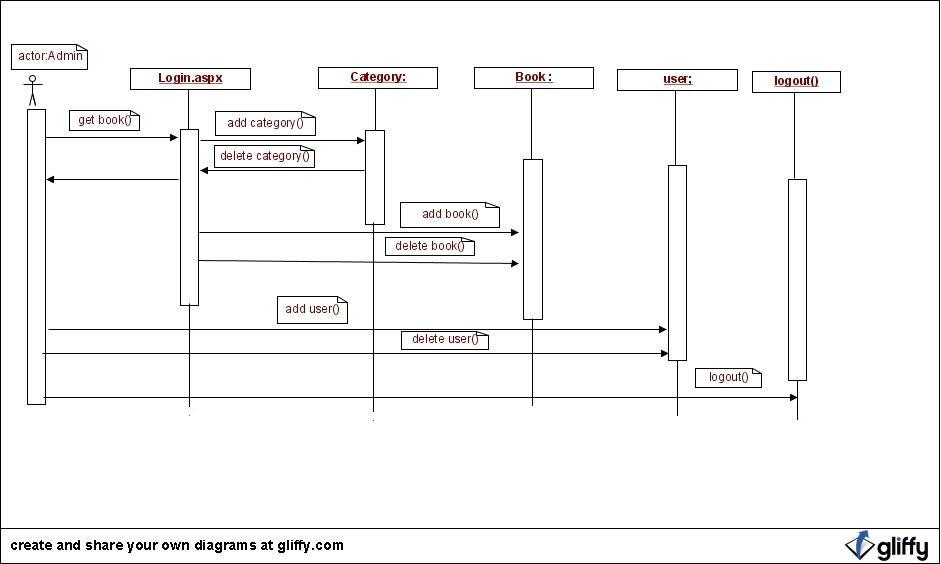 actor:Admin
Login.aspx
Category:
Book :
user;
logout()
get book()
add category()
delete category()
add book()
delete book()
add user()
delete user()
logout()
create and share your own diagrams at gliffy.com
gliffy